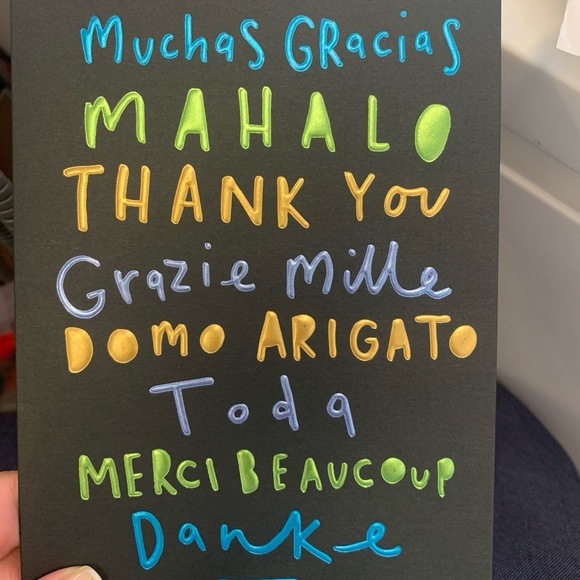 Muchas GRacias
MAHALO
THANK YOU
Grazie Mille
DOMO ARIGATO
Toda
MERCI BEAUCOUP
Danke